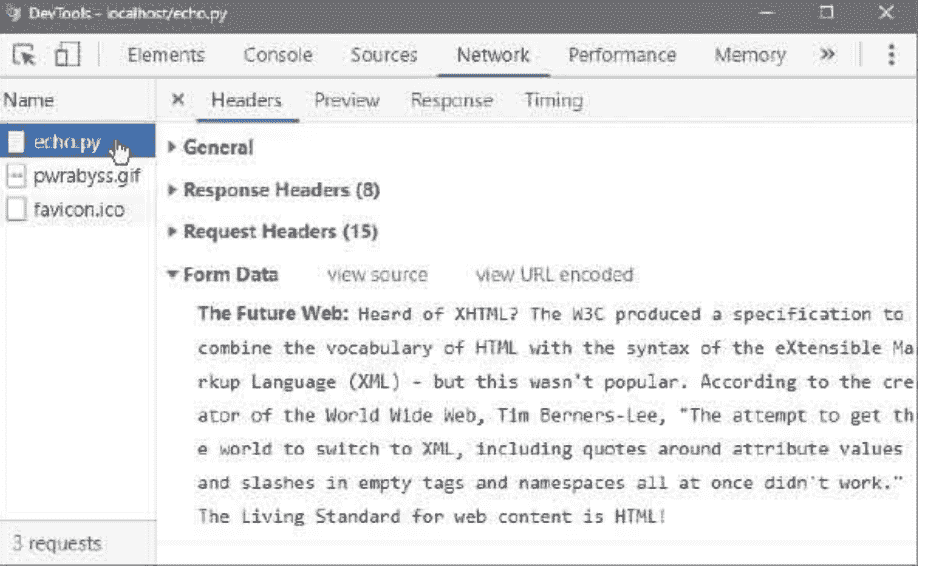 DevTools - localhost/echo.py
Elements Console Sources Network Performance Memory »
Name
× Headers Preview Response Timing
echo.py
pwrabyss.gif
favicon.ico
General
Response Headers (8)
Request Headers (15)
Form Data view source view URL encoded
The Future Web: Heard of XHTML? The W3C produced a specification to
combine the vocabulary of HTML with the syntax of the eXtensible Ma
rkup Language (XML) - but this wasn't popular. According to the cre
ator of the World Wide Web, Tim Berners-Lee, "The attempt to get th
e world to switch to XML, including quotes around attribute values
and slashes in empty tags and namespaces all at once didn't work."
The Living Standard for web content is HTML!
3 requests